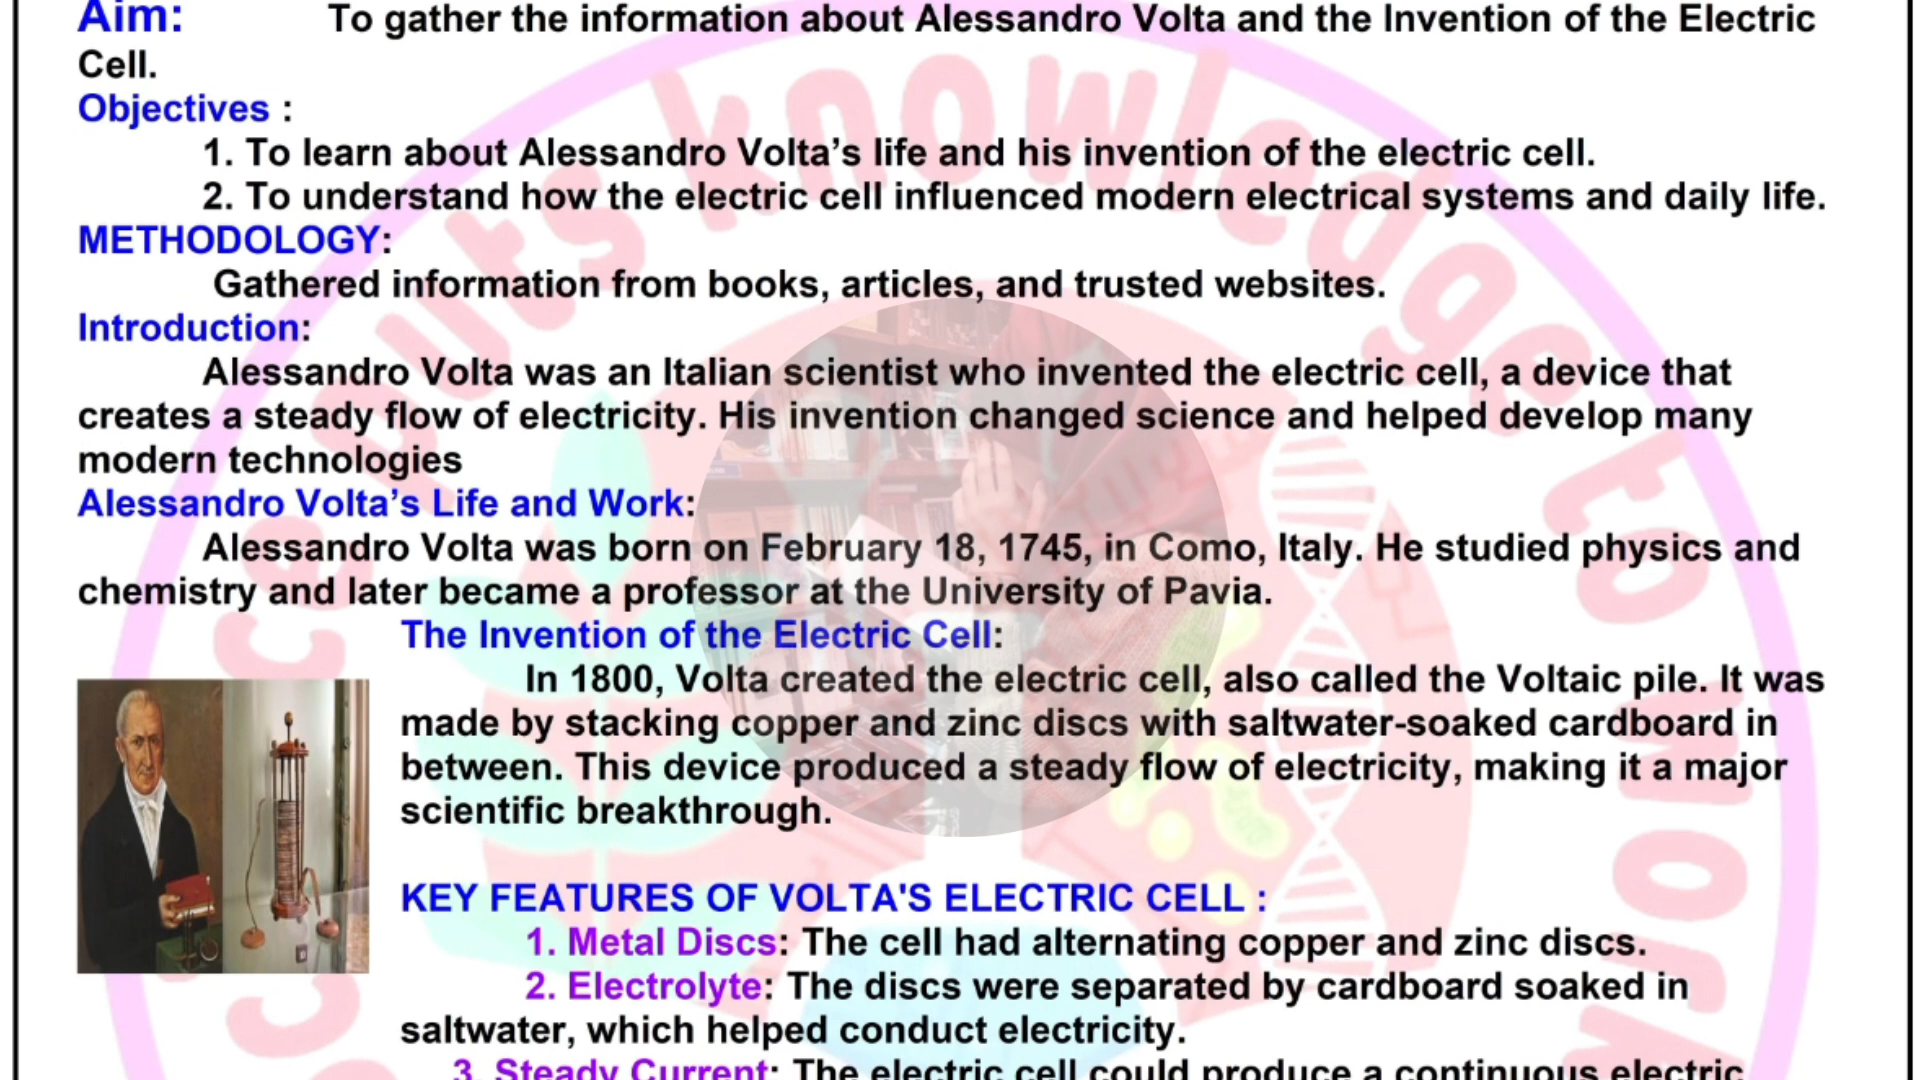 Aim: To gather the information about Alessandro Volta and the Invention of the Electric
Cell.
Objectives :
1. To learn about Alessandro Volta’s life and his invention of the electric cell.
2. To understand how the electric cell influenced modern electrical systems and daily life.
METHODOLOGY:
Gathered information from books, articles, and trusted websites.
Introduction:
Alessandro Volta was an Italian scientist who invented the electric cell, a device that
creates a steady flow of electricity. His invention changed science and helped develop many
modern technologies
Alessandro Volta’s Life and Work:
Alessandro Volta was born on February 18, 1745, in Como, Italy. He studied physics and
chemistry and later became a professor at the University of Pavia.
The Invention of the Electric Cell:
In 1800, Volta created the electric cell, also called the Voltaic pile. It was
made by stacking copper and zinc discs with saltwater-soaked cardboard in
between. This device produced a steady flow of electricity, making it a major
scientific breakthrough.
KEY FEATURES OF VOLTA'S ELECTRIC CELL :
1. Metal Discs: The cell had alternating copper and zinc discs.
2. Electrolyte: The discs were separated by cardboard soaked in
saltwater, which helped conduct electricity.
3. Steady Current: The electric cell could produce a continuous electric
puts knowledge to work